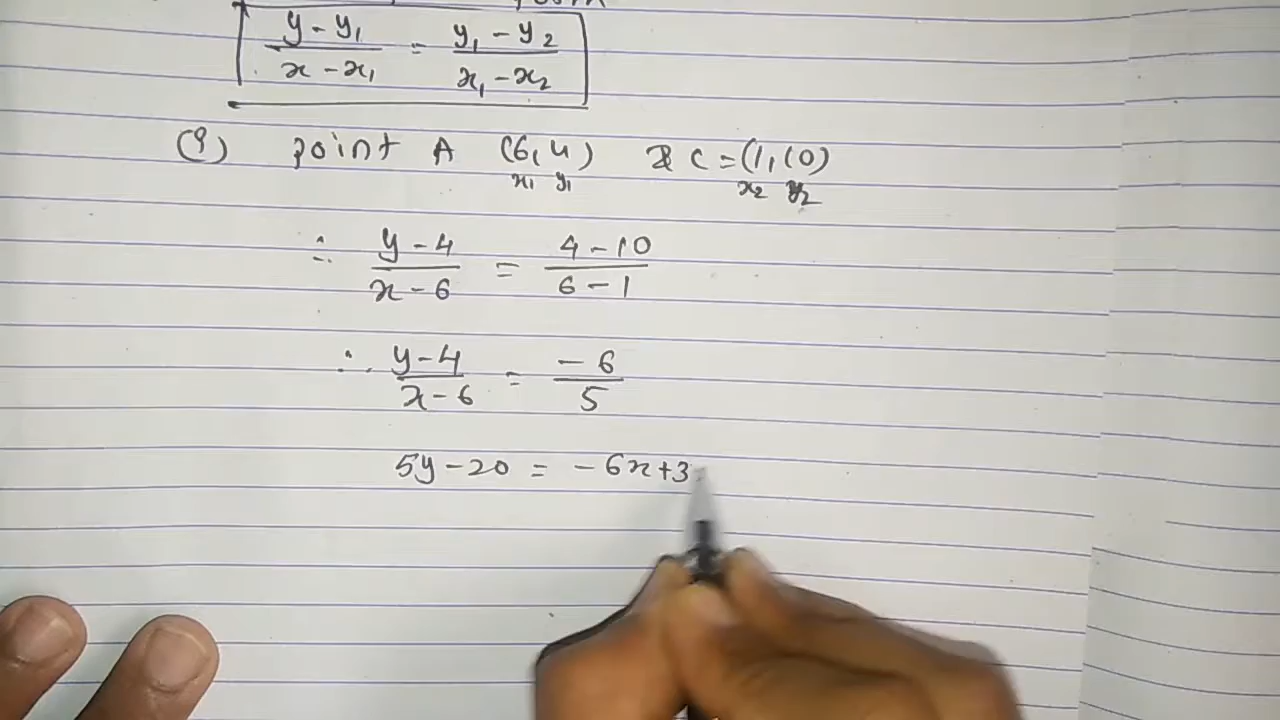 y - y₁ / x - x₁ = y₁ - y₂ / x₁ - x₂
(9) point A (6, 4) & C = (1, 10)
x₁ y₁ x₂ y₂
∴ y - 4 / x - 6 = 4 - 10 / 6 - 1
∴ y - 4 / x - 6 = - 6 / 5
5y - 20 = - 6x + 3